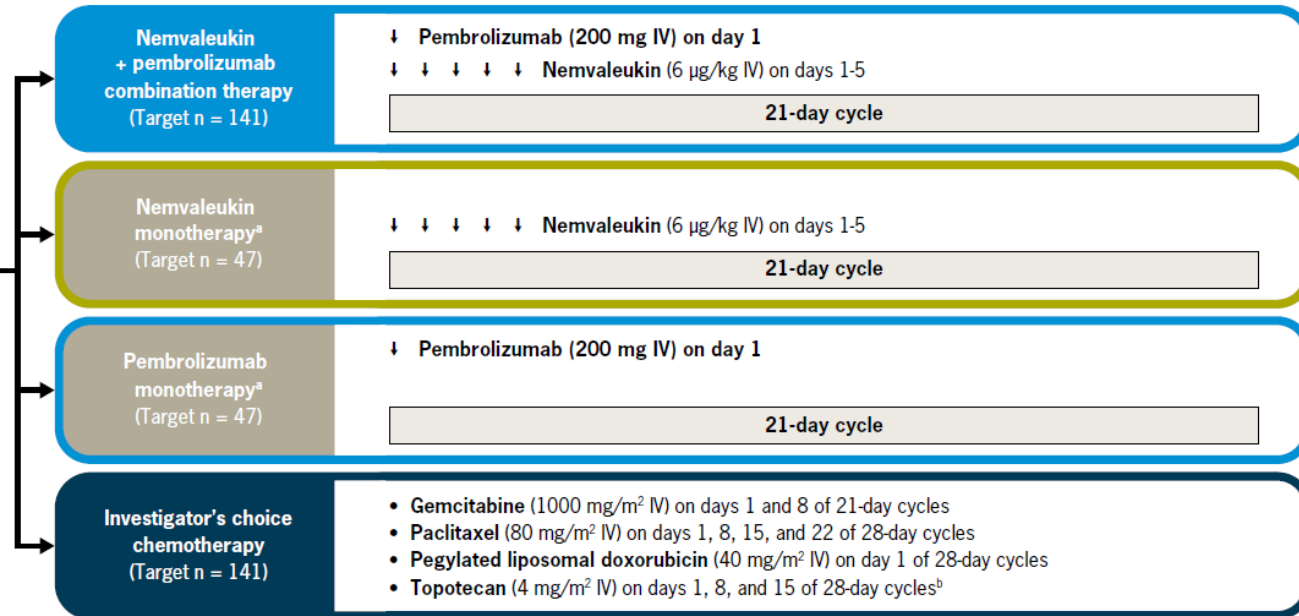 Nemvaleukin
+ pembrolizumab
combination therapy
(Target n = 141)
↓ Pembrolizumab (200 mg IV) on day 1
↓ ↓ ↓ ↓ ↓ Nemvaleukin (6 µg/kg IV) on days 1-5
21-day cycle
Nemvaleukin
monotherapyᵃ
(Target n = 47)
↓ ↓ ↓ ↓ ↓ Nemvaleukin (6 µg/kg IV) on days 1-5
21-day cycle
Pembrolizumab
monotherapyᵃ
(Target n = 47)
↓ Pembrolizumab (200 mg IV) on day 1
21-day cycle
Investigator's choice
chemotherapy
(Target n = 141)
• Gemcitabine (1000 mg/m² IV) on days 1 and 8 of 21-day cycles
• Paclitaxel (80 mg/m² IV) on days 1, 8, 15, and 22 of 28-day cycles
• Pegylated liposomal doxorubicin (40 mg/m² IV) on day 1 of 28-day cycles
• Topotecan (4 mg/m² IV) on days 1, 8, and 15 of 28-day cyclesᵇ